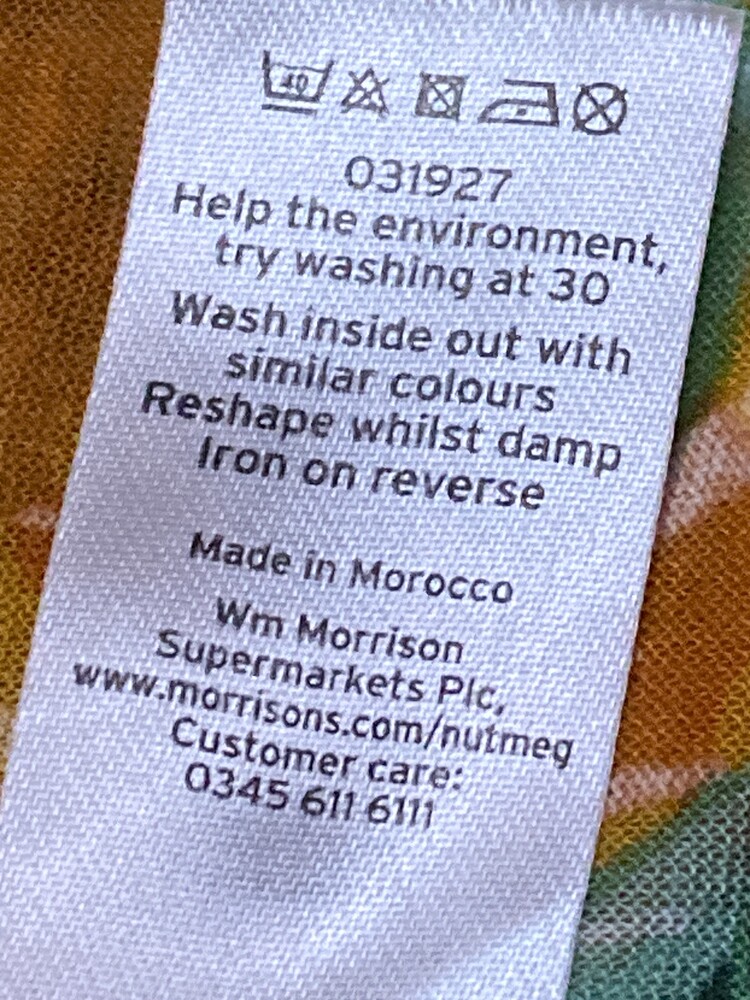 40
031927
Help the environment,
try washing at 30
Wash inside out with
similar colours
Reshape whilst damp
Iron on reverse
Made in Morocco
Wm Morrison
Supermarkets Plc,
www.morrisons.com/nutmeg
Customer care:
0345 611 6111